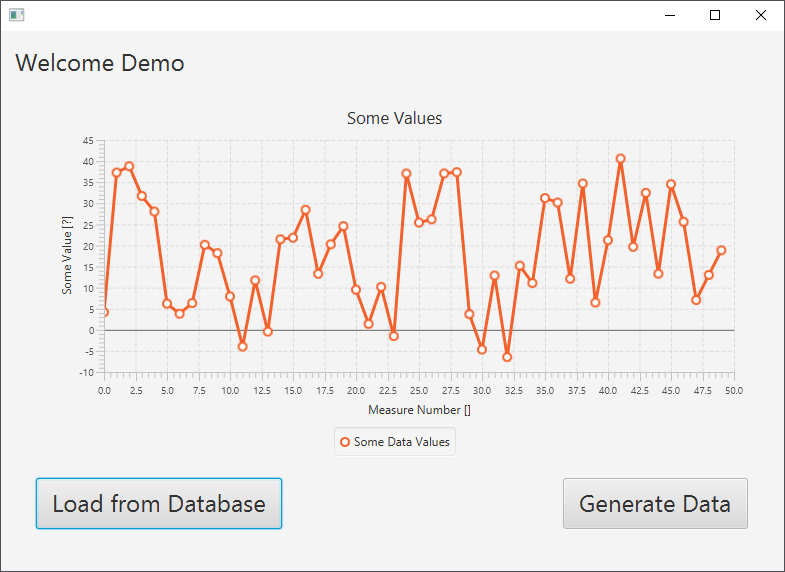 Welcome Demo
Some Values
Some Value [?]
45
40
35
30
25
20
15
10
5
0
-5
-10
0.0 2.5 5.0 7.5 10.0 12.5 15.0 17.5 20.0 22.5 25.0 27.5 30.0 32.5 35.0 37.5 40.0 42.5 45.0 47.5 50.0
Measure Number []
Some Data Values
Load from Database
Generate Data